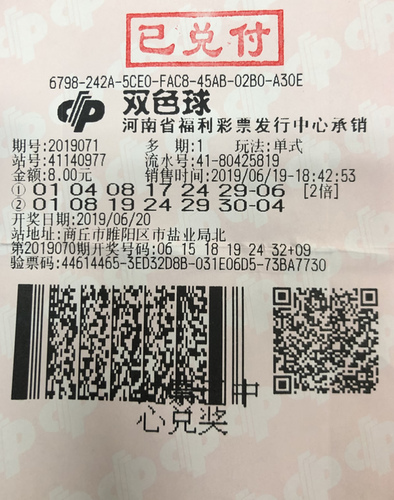 已兑付
6798-242A-5CE0-FAC8-45AB-02B0-A30E
双色球
河南省福利彩票发行中心承销
期号:2019071 多 期:1 玩法:单式
站号:41140977 流水号:41-80425819
金额:8.00元 销售时间:2019/06/19-18:42:53
① 01 04 08 17 24 29-06 [2倍]
② 01 08 19 24 29 30-04
开奖日期:2019/06/20
站地址:商丘市睢阳区市盐业局北
第2019070期开奖号码:06 15 18 19 24 32+09
验票码:44614465-3ED32D8B-031E06D5-73BA7730
中
心兑奖